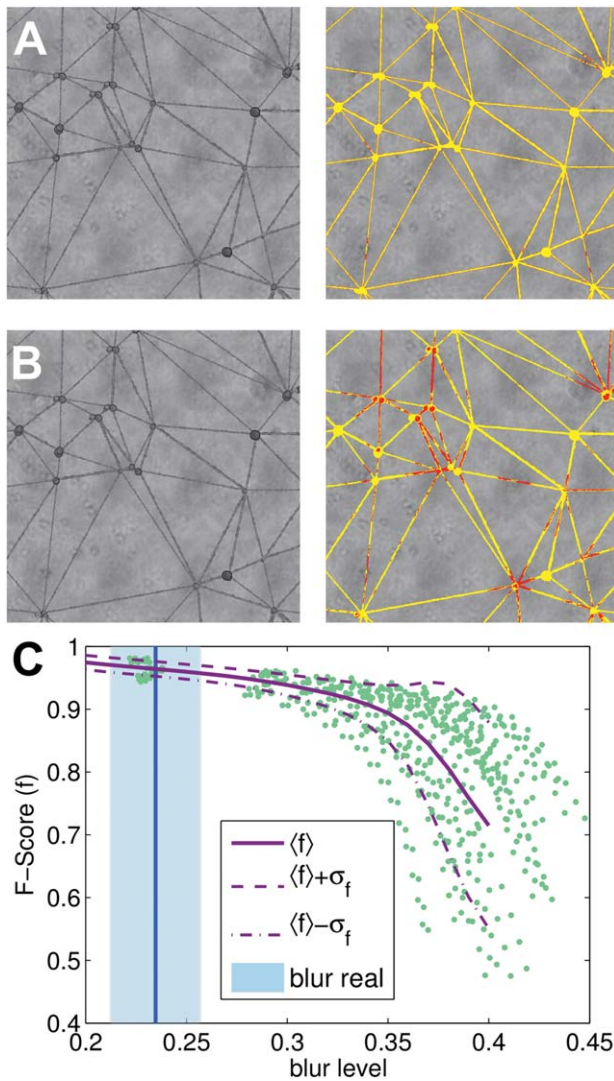 A
B
C
1
0.9
0.8
0.7
0.6
0.5
0.4
F-Score (f)
⟨f⟩
⟨f⟩+σf
⟨f⟩-σf
blur real
0.2 0.25 0.3 0.35 0.4 0.45
blur level